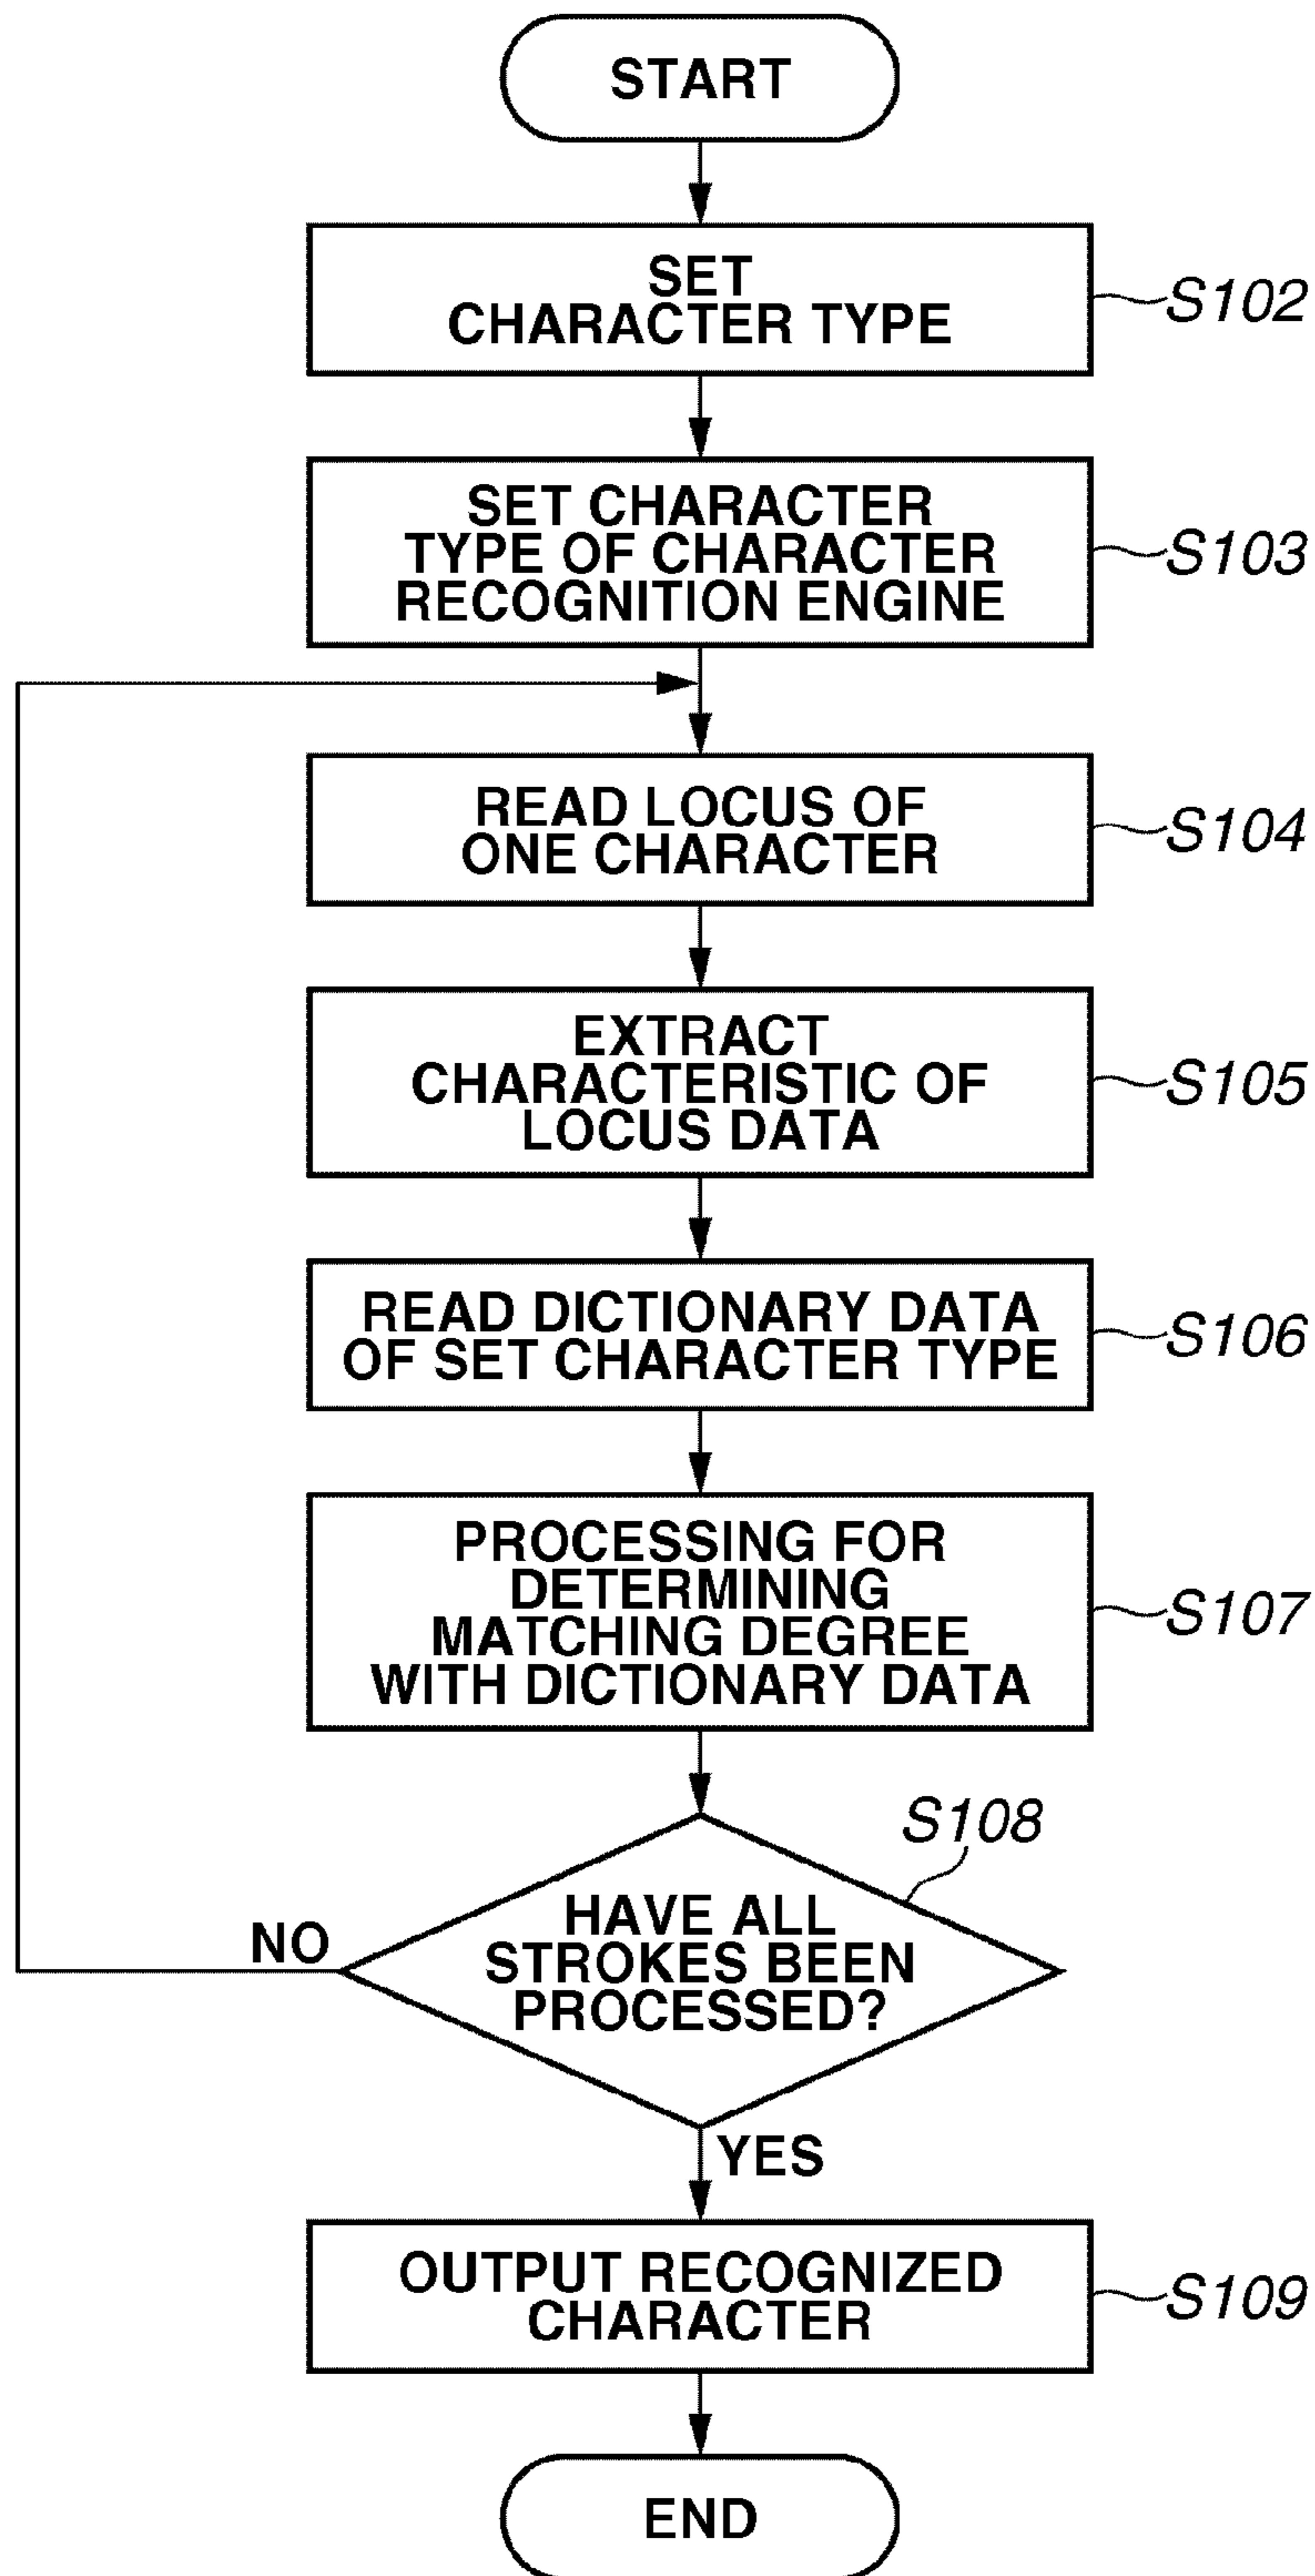 START
SET
CHARACTER TYPE
S102
SET CHARACTER
TYPE OF CHARACTER
RECOGNITION ENGINE
S103
READ LOCUS OF
ONE CHARACTER
S104
EXTRACT
CHARACTERISTIC OF
LOCUS DATA
S105
READ DICTIONARY DATA
OF SET CHARACTER TYPE
S106
PROCESSING FOR
DETERMINING
MATCHING DEGREE
WITH DICTIONARY DATA
S107
S108
HAVE ALL
STROKES BEEN
PROCESSED?
NO
YES
OUTPUT RECOGNIZED
CHARACTER
S109
END